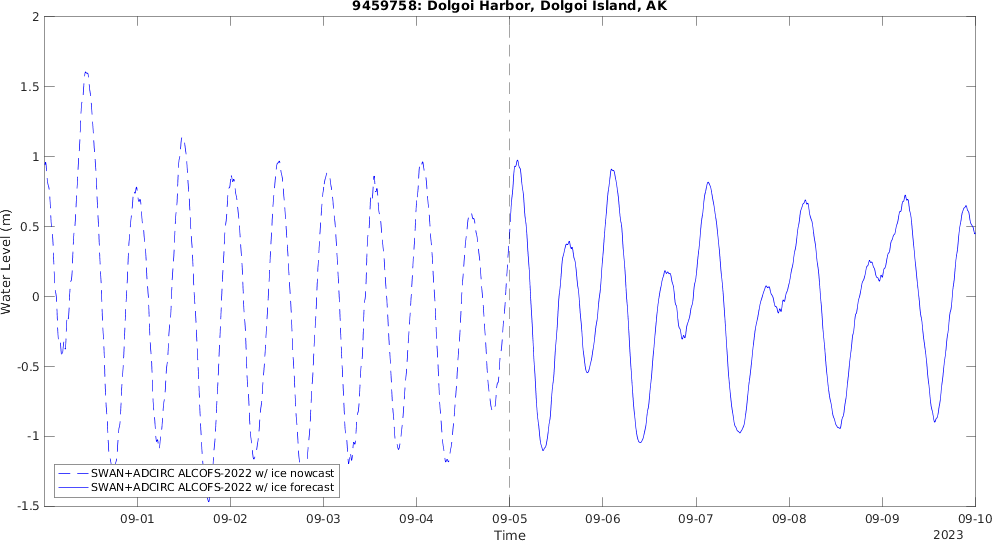 9459758: Dolgoi Harbor, Dolgoi Island, AK
2
1.5
1
0.5
0
-0.5
-1
-1.5
Water Level (m)
SWAN+ADCIRC ALCOFS-2022 w/ ice nowcast
SWAN+ADCIRC ALCOFS-2022 w/ ice forecast
09-01 09-02 09-03 09-04 09-05 09-06 09-07 09-08 09-09 09-10
Time
2023